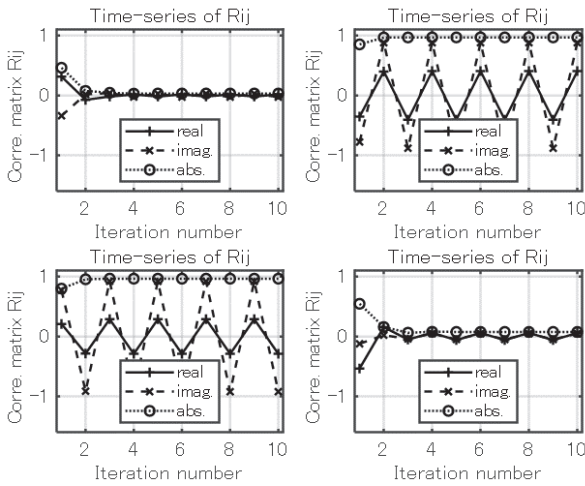 Time-series of Rij
Corre. matrix Rij
1
0
-1
real
imag.
abs.
2 4 6 8 10
Iteration number
Time-series of Rij
Corre. matrix Rij
1
0
-1
real
imag.
abs.
2 4 6 8 10
Iteration number
Time-series of Rij
Corre. matrix Rij
1
0
-1
real
imag.
abs.
2 4 6 8 10
Iteration number
Time-series of Rij
Corre. matrix Rij
1
0
-1
real
imag.
abs.
2 4 6 8 10
Iteration number